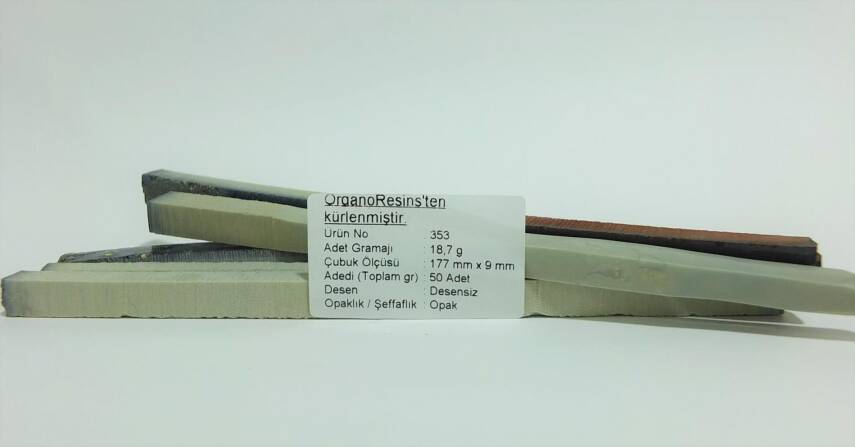 OrganoResins'ten
kürlenmiştir.
Ürün No 353
Adet Gramajı : 18,7 g
Çubuk Ölçüsü : 177 mm x 9 mm
Adedi (Toplam gr) : 50 Adet
Desen : Desensiz
Opaklık / Şeffaflık : Opak